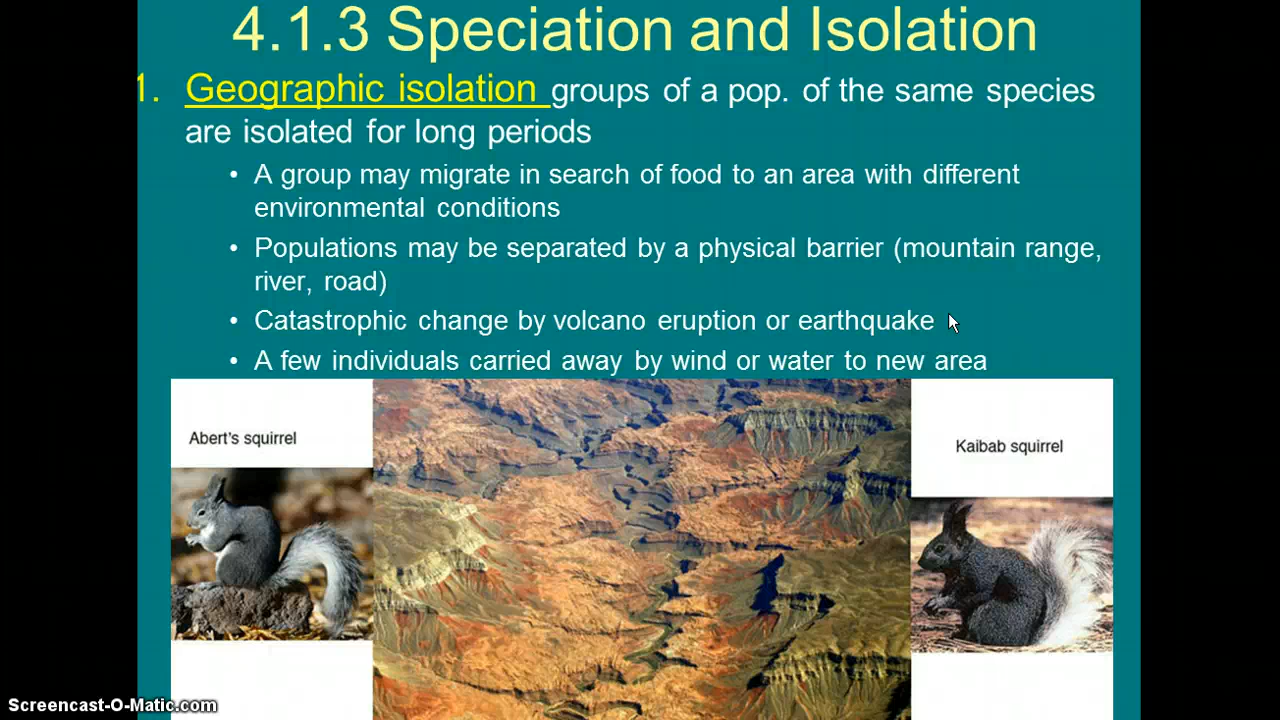 4.1.3 Speciation and Isolation
1. Geographic isolation groups of a pop. of the same species
are isolated for long periods
• A group may migrate in search of food to an area with different
environmental conditions
• Populations may be separated by a physical barrier (mountain range,
river, road)
• Catastrophic change by volcano eruption or earthquake
• A few individuals carried away by wind or water to new area
Abert's squirrel
Kaibab squirrel
Screencast-O-Matic.com